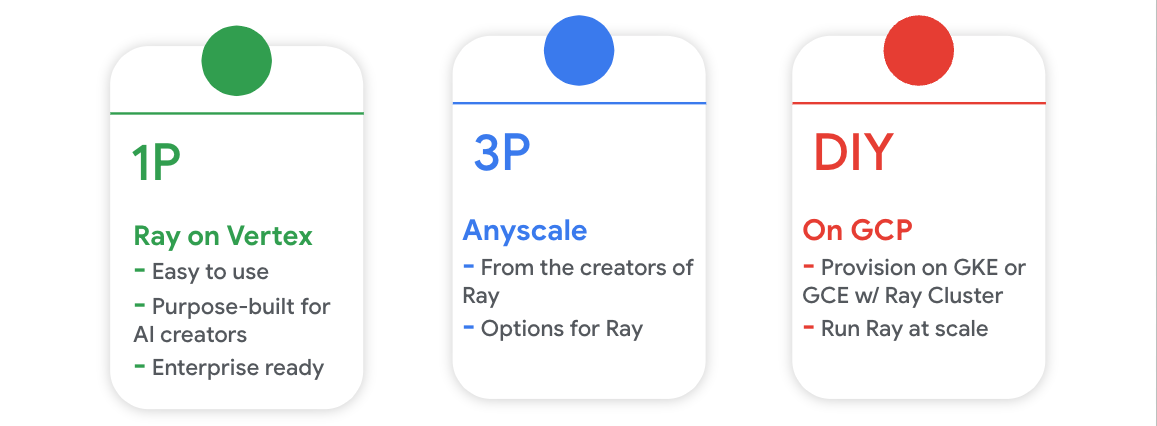 1P
Ray on Vertex
- Easy to use
- Purpose-built for
AI creators
- Enterprise ready
3P
Anyscale
- From the creators of
Ray
- Options for Ray
DIY
On GCP
- Provision on GKE or
GCE w/ Ray Cluster
- Run Ray at scale